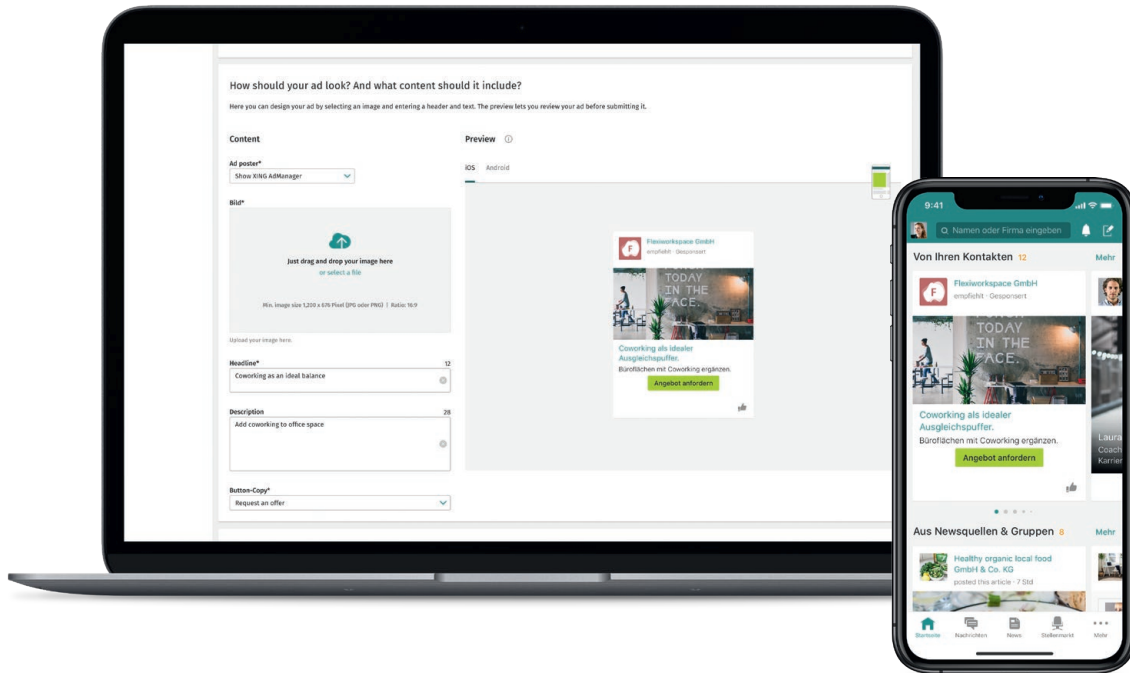 How should your ad look? And what content should it include?
Here you can design your ad by selecting an image and entering a header and text. The preview lets you review your ad before submitting it.
Content
Ad poster*
Show XING AdManager
Bild*
Just drag and drop your image here
or select a file
Min. image size 1,200 x 676 Pixel (JPG oder PNG) | Ratio: 16:9
Upload your image here.
Headline*
12
Coworking as an ideal balance
Description
28
Add coworking to office space
Button-Copy*
Request an offer
Preview
iOS
Android
F
Flexiworkspace GmbH
empfiehlt · Gesponsert
TODAY
IN THE
FACE.
Coworking als idealer
Ausgleichspuffer.
Büroflächen mit Coworking ergänzen.
Angebot anfordern
9:41
Namen oder Firma eingeben
Von Ihren Kontakten 12
Mehr
F
Flexiworkspace GmbH
empfiehlt · Gesponsert
TODAY
IN THE
FACE.
Coworking als idealer
Ausgleichspuffer.
Büroflächen mit Coworking ergänzen.
Angebot anfordern
Laura
Coach
Karrier
Aus Newsquellen & Gruppen 8
Mehr
Healthy organic local food
GmbH & Co. KG
posted this article · 7 Std
Startseite
Nachrichten
News
Stellenmarkt
Mehr